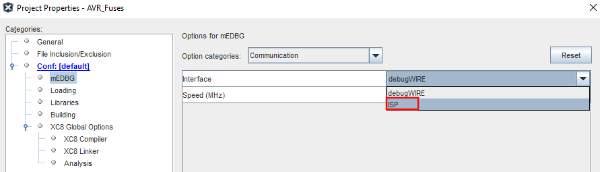 Project Properties - AVR_Fuses
Categories:
General
File Inclusion/Exclusion
Conf: [default]
mEDBG
Loading
Libraries
Building
XC8 Global Options
XC8 Compiler
XC8 Linker
Analysis
Options for mEDBG
Option categories: Communication
Reset
Interface debugWIRE
debugWIRE
Speed (MHz)
ISP